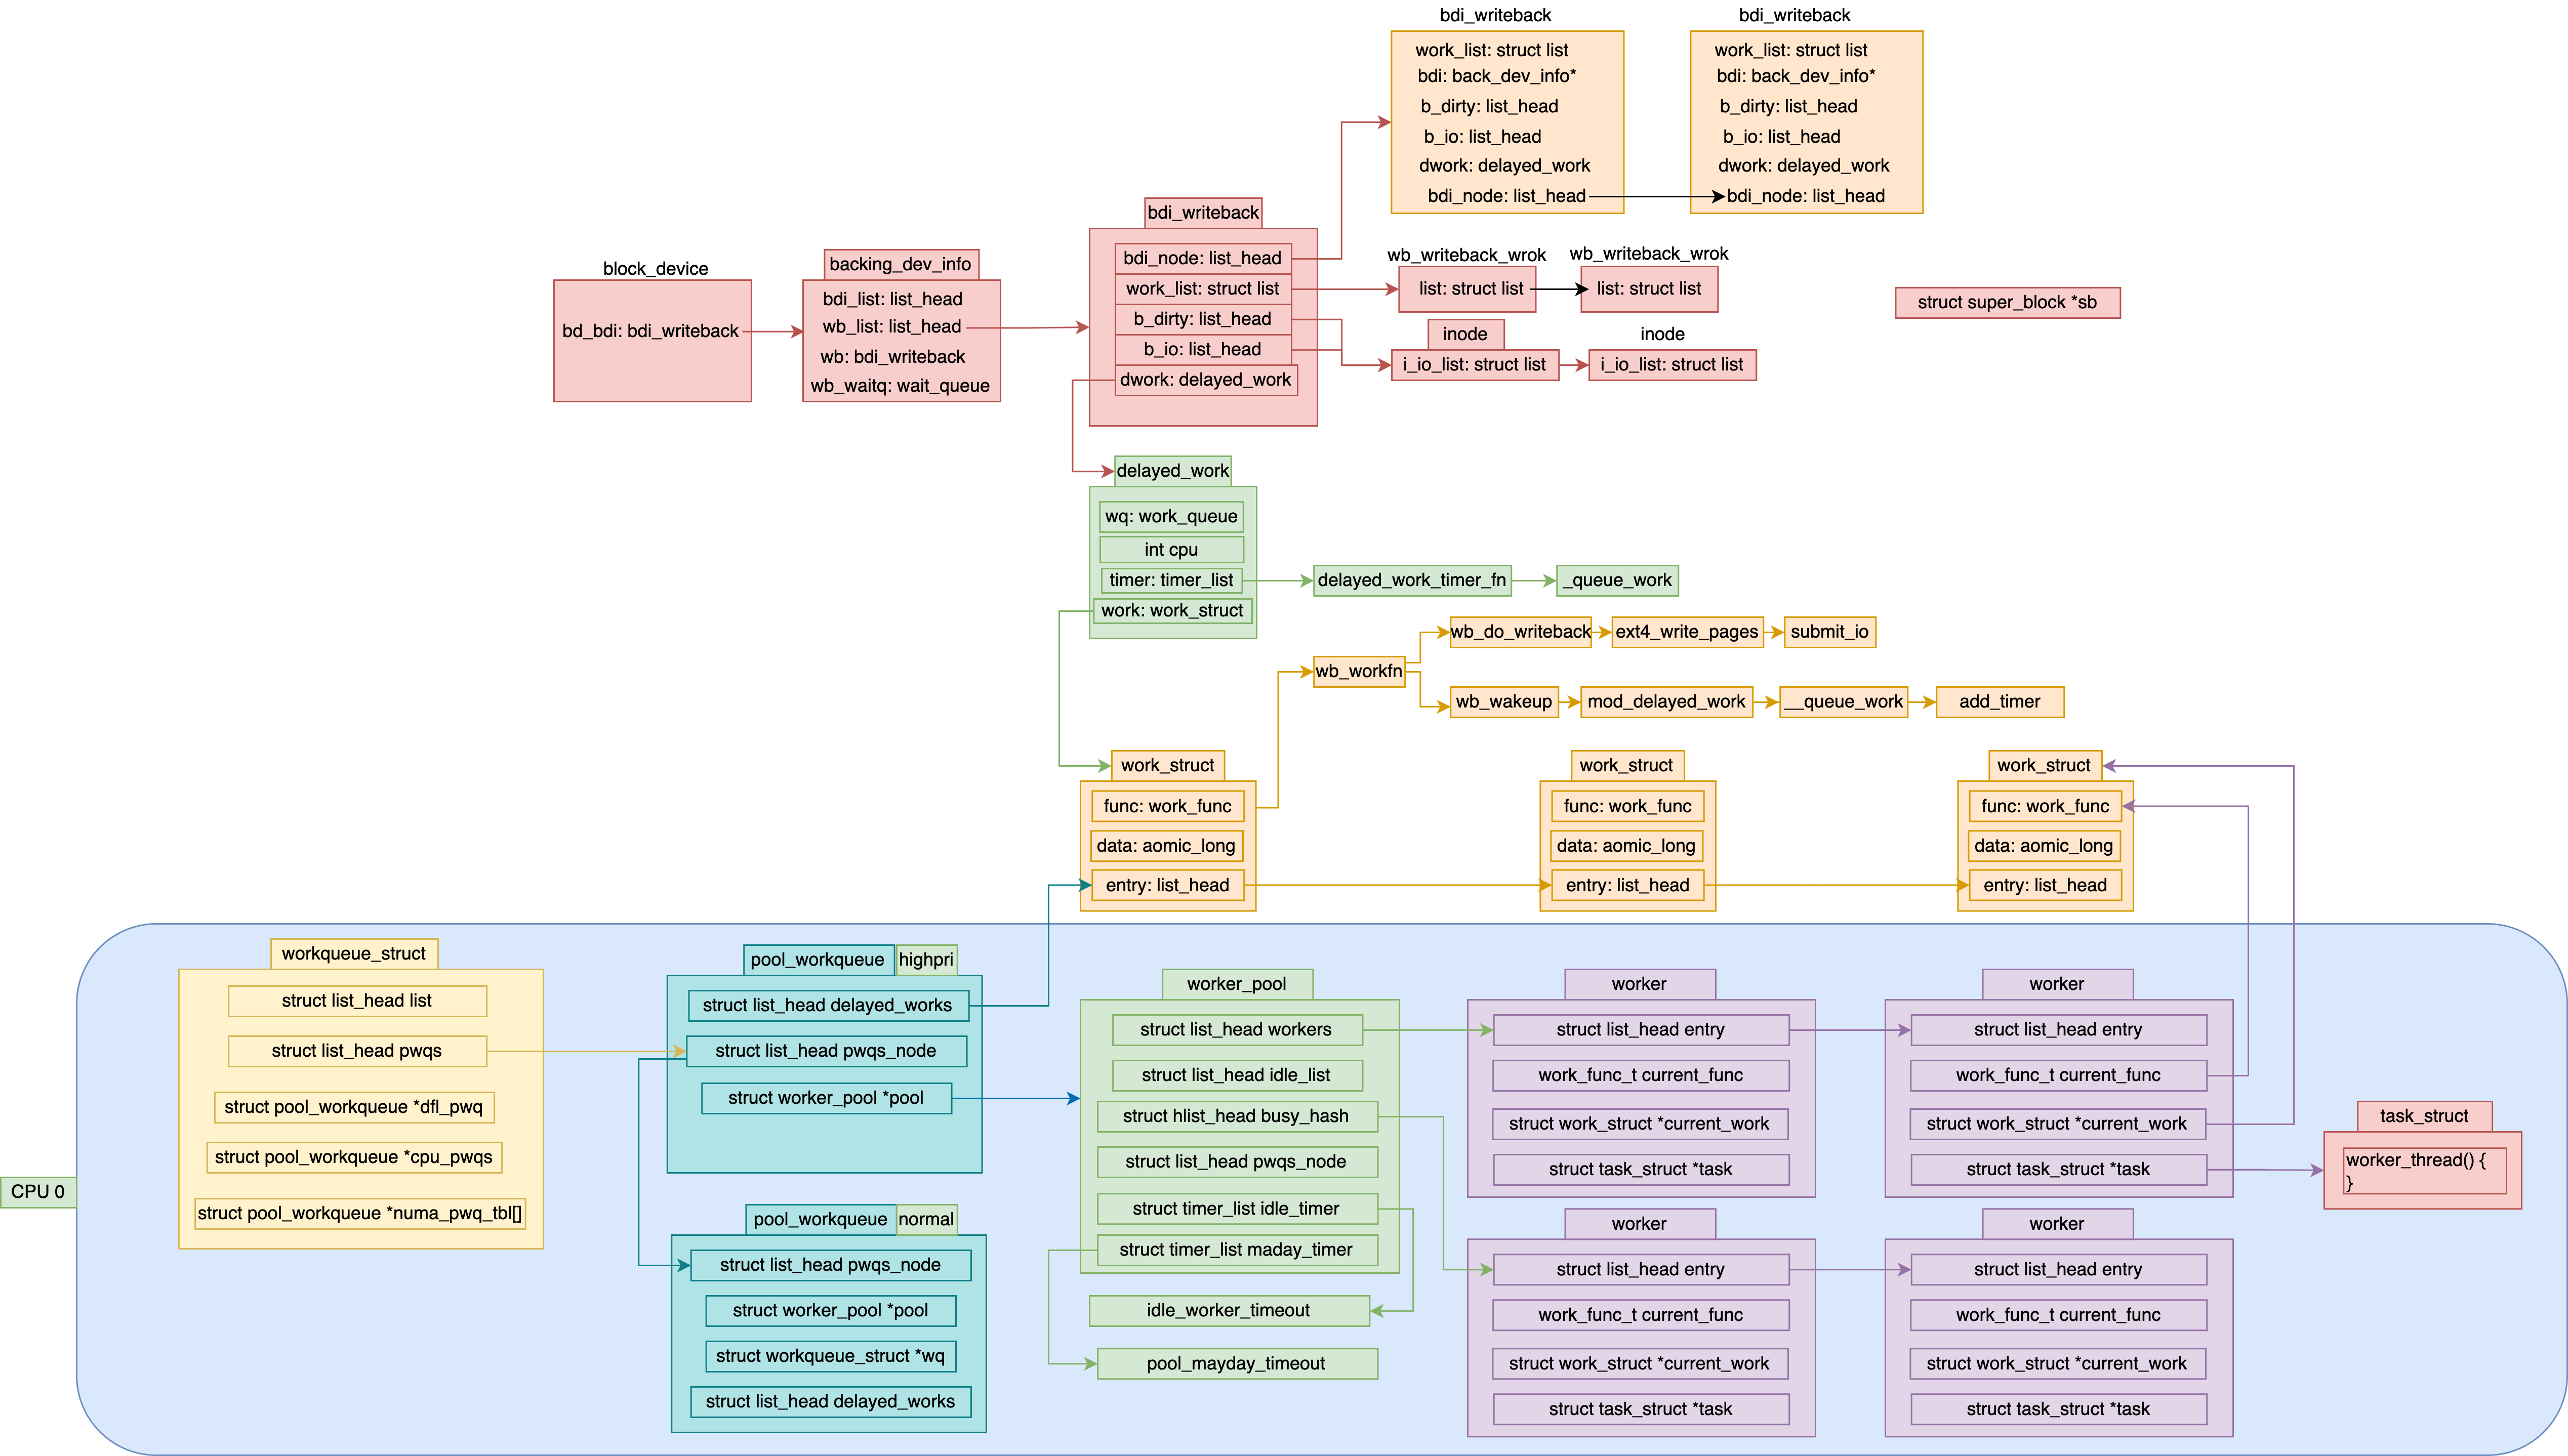 bdi_writeback
work_list: struct list
bdi: back_dev_info*
b_dirty: list_head
b_io: list_head
dwork: delayed_work
bdi_node: list_head
bdi_writeback
work_list: struct list
bdi: back_dev_info*
b_dirty: list_head
b_io: list_head
dwork: delayed_work
bdi_node: list_head
block_device
bd_bdi: bdi_writeback
backing_dev_info
bdi_list: list_head
wb_list: list_head
wb: bdi_writeback
wb_waitq: wait_queue
bdi_writeback
bdi_node: list_head
work_list: struct list
b_dirty: list_head
b_io: list_head
dwork: delayed_work
wb_writeback_wrok
list: struct list
wb_writeback_wrok
list: struct list
inode
i_io_list: struct list
inode
i_io_list: struct list
struct super_block *sb
delayed_work
wq: work_queue
int cpu
timer: timer_list
work: work_struct
delayed_work_timer_fn
_queue_work
wb_workfn
wb_do_writeback
ext4_write_pages
submit_io
wb_wakeup
mod_delayed_work
__queue_work
add_timer
work_struct
func: work_func
data: aomic_long
entry: list_head
work_struct
func: work_func
data: aomic_long
entry: list_head
work_struct
func: work_func
data: aomic_long
entry: list_head
CPU 0
workqueue_struct
struct list_head list
struct list_head pwqs
struct pool_workqueue *dfl_pwq
struct pool_workqueue *cpu_pwqs
struct pool_workqueue *numa_pwq_tbl[]
pool_workqueue
highpri
struct list_head delayed_works
struct list_head pwqs_node
struct worker_pool *pool
pool_workqueue
normal
struct list_head pwqs_node
struct worker_pool *pool
struct workqueue_struct *wq
struct list_head delayed_works
worker_pool
struct list_head workers
struct list_head idle_list
struct hlist_head busy_hash
struct list_head pwqs_node
struct timer_list idle_timer
struct timer_list maday_timer
idle_worker_timeout
pool_mayday_timeout
worker
struct list_head entry
work_func_t current_func
struct work_struct *current_work
struct task_struct *task
worker
struct list_head entry
work_func_t current_func
struct work_struct *current_work
struct task_struct *task
task_struct
worker_thread() {
}
worker
struct list_head entry
work_func_t current_func
struct work_struct *current_work
struct task_struct *task
worker
struct list_head entry
work_func_t current_func
struct work_struct *current_work
struct task_struct *task